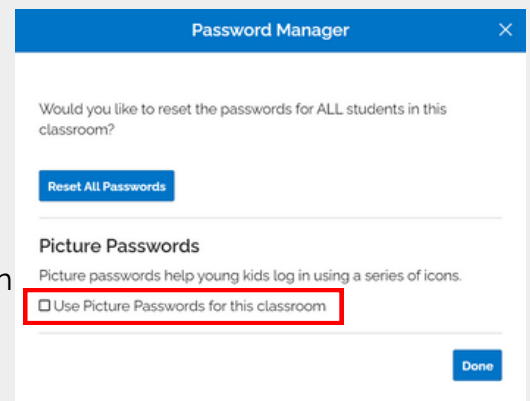 Password Manager
Would you like to reset the passwords for ALL students in this
classroom?
Reset All Passwords
Picture Passwords
Picture passwords help young kids log in using a series of icons.
Use Picture Passwords for this classroom
Done